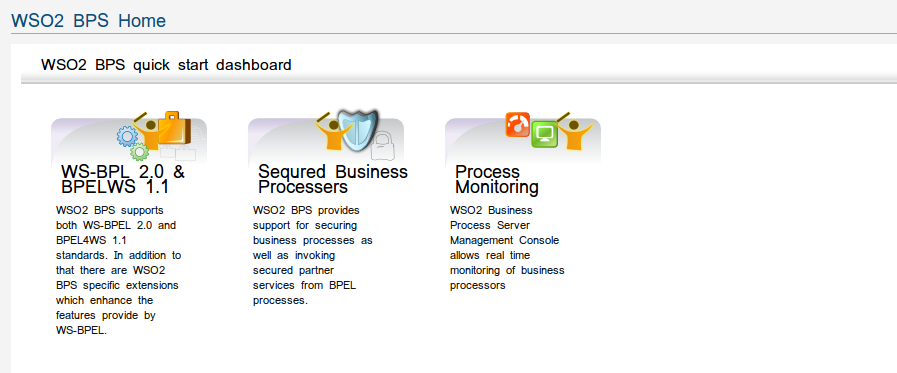 WSO2 BPS Home
WSO2 BPS quick start dashboard
WS-BPL 2.0 &
BPELWS 1.1
WSO2 BPS supports
both WS-BPEL 2.0 and
BPEL4WS 1.1
standards. In addition to
that there are WSO2
BPS specific extensions
which enhance the
features provide by
WS-BPEL.
Sequred Business
Processers
WSO2 BPS provides
support for securing
business processes as
well as invoking
secured partner
services from BPEL
processes.
Process
Monitoring
WSO2 Business
Process Server
Management Console
allows real time
monitoring of business
processors